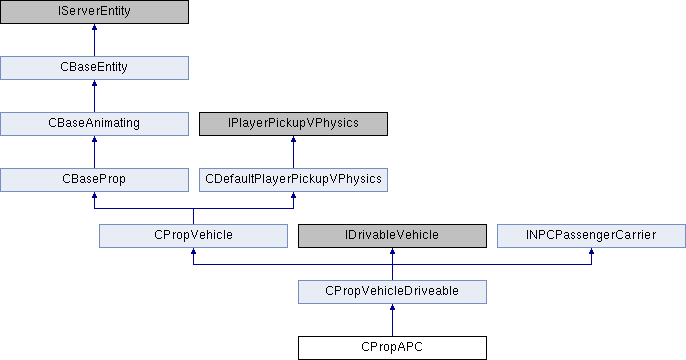 IServerEntity
CBaseEntity
CBaseAnimating
IPlayerPickupVPhysics
CBaseProp
CDefaultPlayerPickupVPhysics
CPropVehicle
IDrivableVehicle
INPCPassengerCarrier
CPropVehicleDriveable
CPropAPC